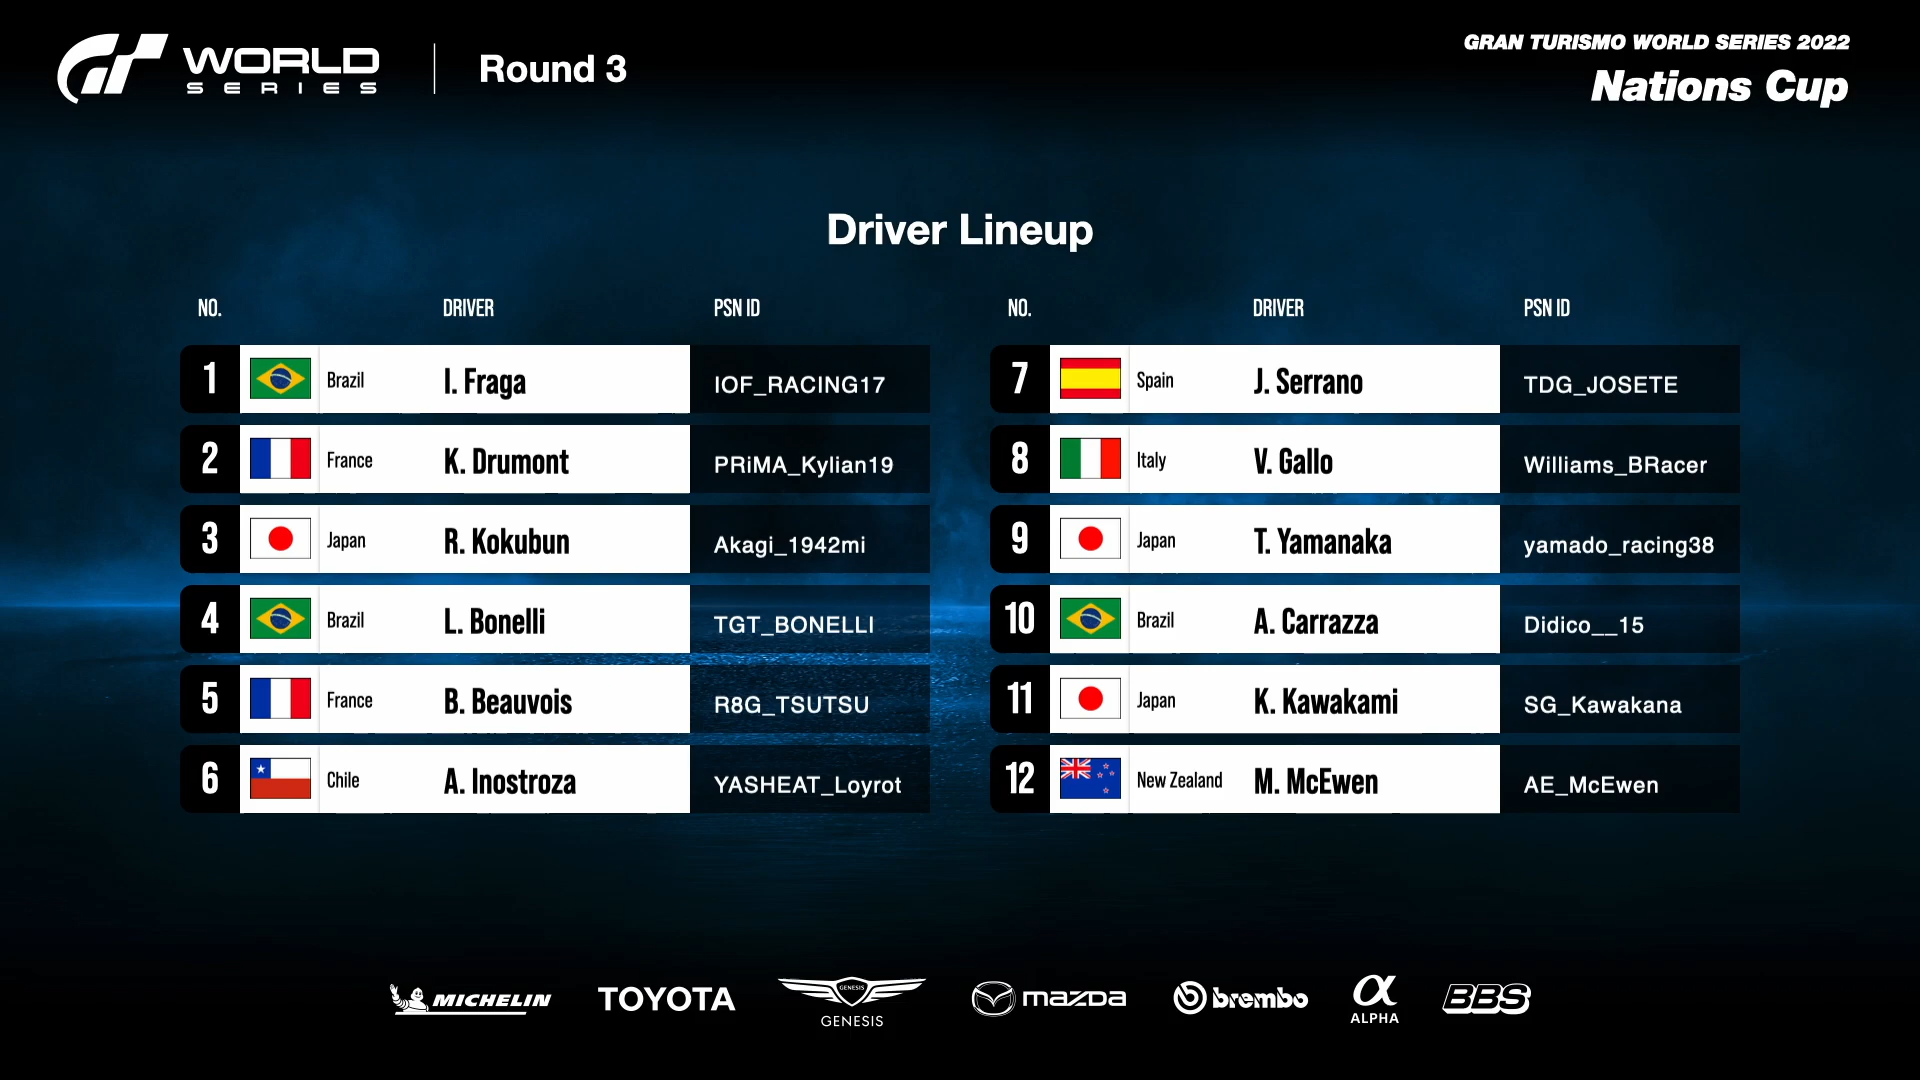 GT WORLD SERIES
Round 3
GRAN TURISMO WORLD SERIES 2022
Nations Cup
Driver Lineup
NO. DRIVER PSN ID
1 Brazil I. Fraga IOF_RACING17
2 France K. Drumont PRiMA_Kylian19
3 Japan R. Kokubun Akagi_1942mi
4 Brazil L. Bonelli TGT_BONELLI
5 France B. Beauvois R8G_TSUTSU
6 Chile A. Inostroza YASHEAT_Loyrot
NO. DRIVER PSN ID
7 Spain J. Serrano TDG_JOSETE
8 Italy V. Gallo Williams_BRacer
9 Japan T. Yamanaka yamado_racing38
10 Brazil A. Carrazza Didico__15
11 Japan K. Kawakami SG_Kawakana
12 New Zealand M. McEwen AE_McEwen
MICHELIN
TOYOTA
GENESIS
GENESIS
mazda
brembo
α
ALPHA
BBS